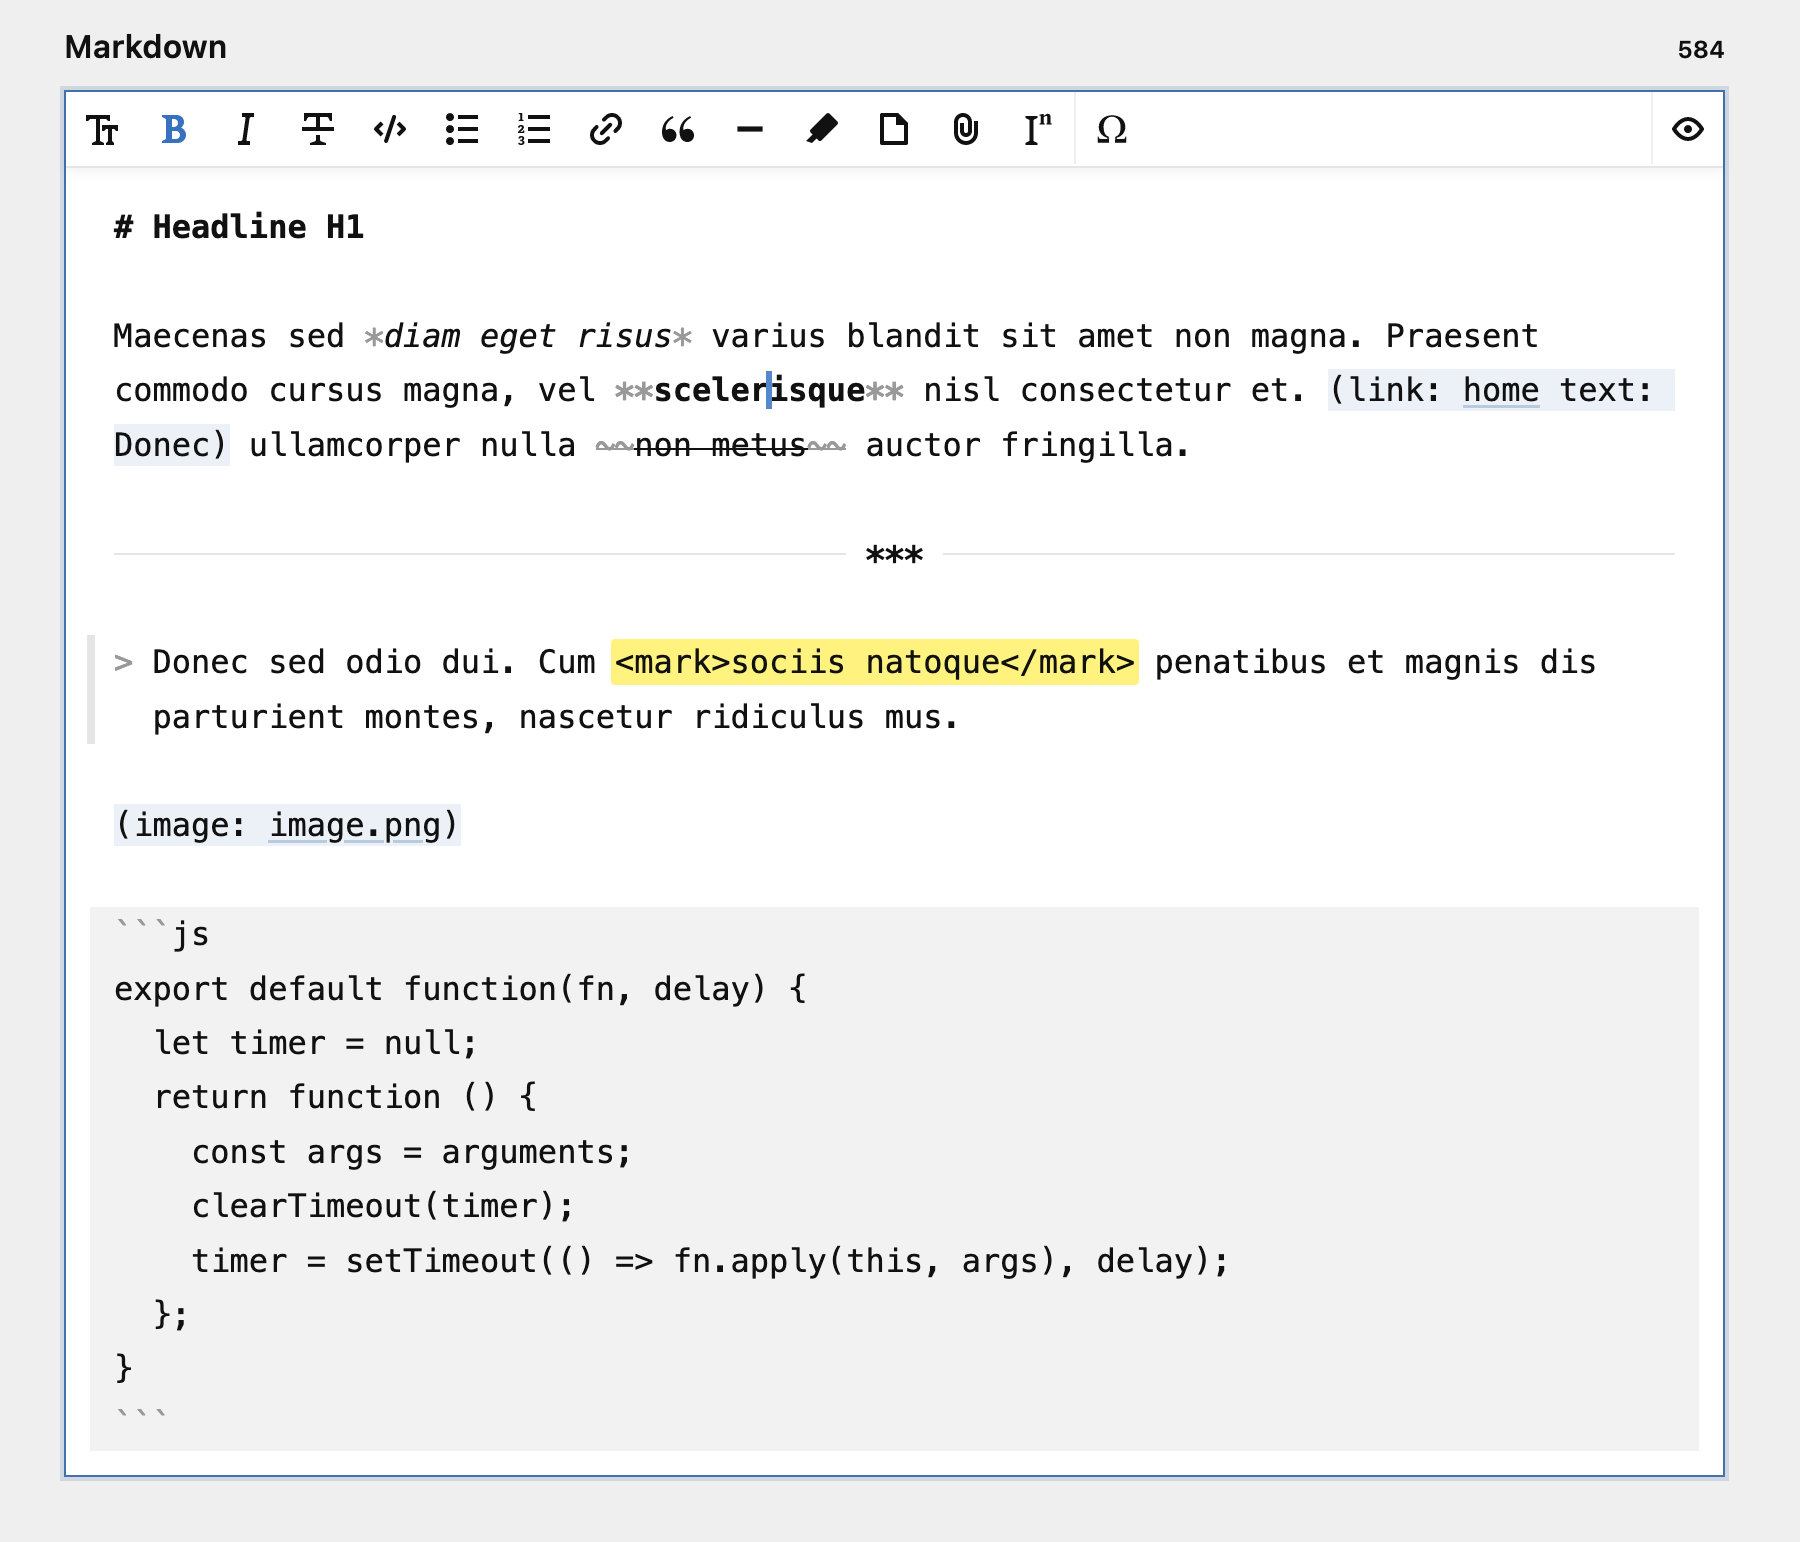 Markdown
584
# Headline H1
Maecenas sed *diam eget risus* varius blandit sit amet non magna. Praesent
commodo cursus magna, vel **scelerisque** nisl consectetur et. (link: home text:
Donec) ullamcorper nulla ~~non metus~~ auctor fringilla.
***
> Donec sed odio dui. Cum <mark>sociis natoque</mark> penatibus et magnis dis
parturient montes, nascetur ridiculus mus.
(image: image.png)
```js
export default function(fn, delay) {
  let timer = null;
  return function () {
    const args = arguments;
    clearTimeout(timer);
    timer = setTimeout(() => fn.apply(this, args), delay);
  };
}
```